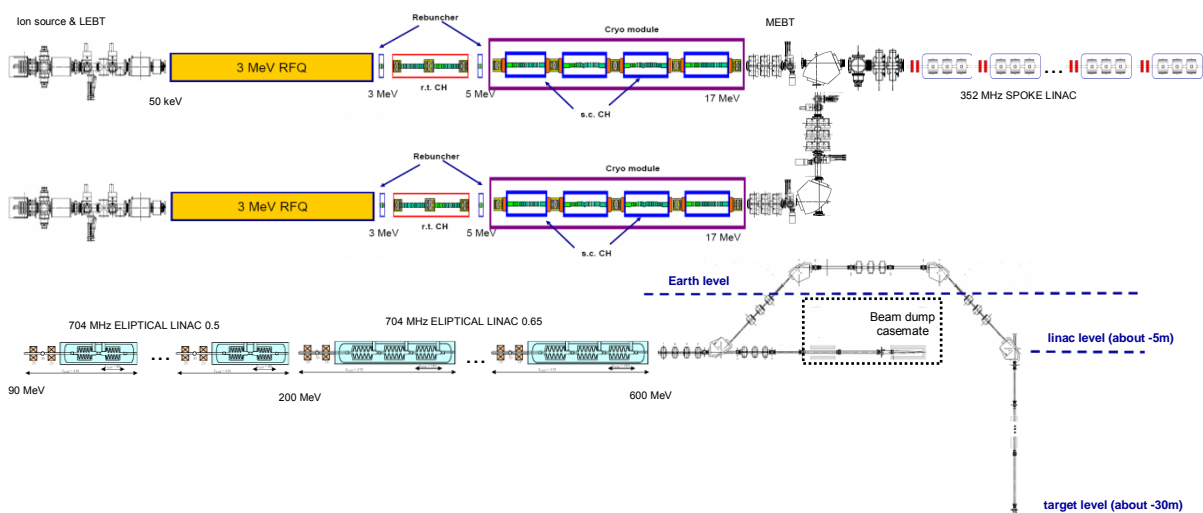 Ion source & LEBT
Rebuncher
Cryo module
MEBT
3 MeV RFQ
50 keV
3 MeV
r.t. CH
5 MeV
s.c. CH
17 MeV
352 MHz SPOKE LINAC
Rebuncher
Cryo module
3 MeV RFQ
3 MeV
r.t. CH
5 MeV
s.c. CH
17 MeV
Earth level
Beam dump
casemate
704 MHZ ELIPTICAL LINAC 0.5
704 MHZ ELIPTICAL LINAC 0.65
linac level (about -5m)
90 MeV
200 MeV
600 MeV
target level (about -30m)